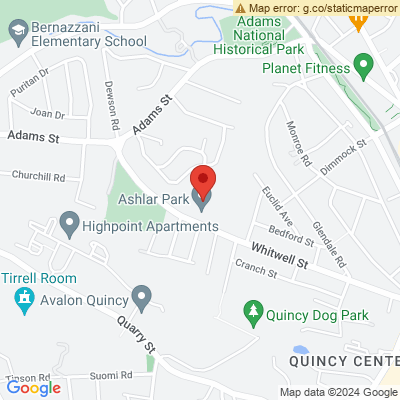 Map error: g.co/staticmaperror
Bernazzani
Elementary School
Adams
National
Historical Park
Planet Fitness
Puritan Dr
Joan Dr
Dewson Rd
Adams St
Adams St
Monroe Rd
Dimmock St
Churchill Rd
Ashlar Park
Euclid Ave
Glendale Rd
Highpoint Apartments
Bedford St
Whitwell St
Cranch St
Tirrell Room
Avalon Quincy
Quarry St
Quincy Dog Park
QUINCY CENTE
Tinson Rd
Suomi Rd
Google
Map data ©2024 Google